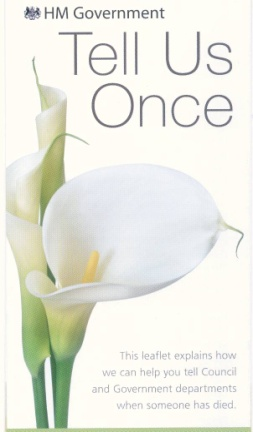 HM Government
Tell Us
Once
This leaflet explains how
we can help you tell Council
and Government departments
when someone has died.